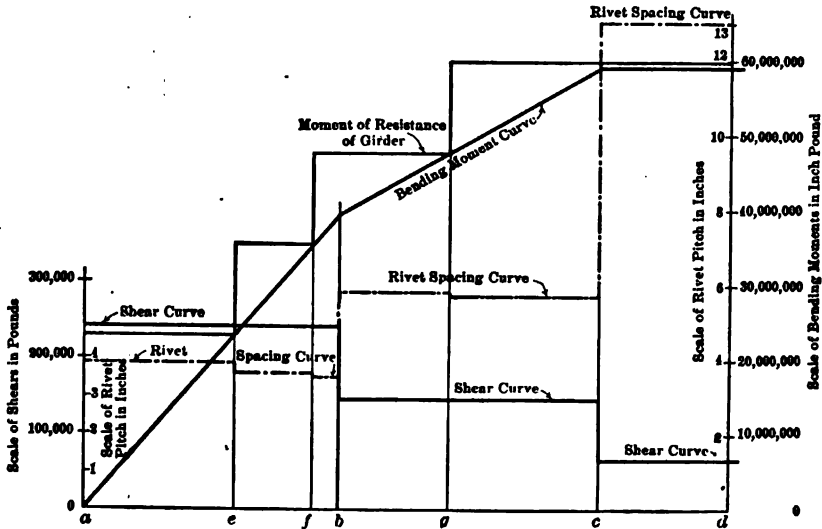 Rivet Spacing Curve
13
12
60,000,000
Moment of Resistance
of Girder
Bending Moment Curve
10
50,000,000
8
40,000,000
300,000
Shear Curve
Rivet Spacing Curve
6
Rivet
Spacing Curve
200,000
4
4
20,000,000
3
Shear Curve
100,000
2
2
10,000,000
1
Shear Curve
0
0
a
e
f
b
g
c
d
Scale of Shears in Pounds
Scale of Rivet
Pitch in Inches
Scale of Rivet Pitch in Inches
Scale of Bending Moments in Inch Pound